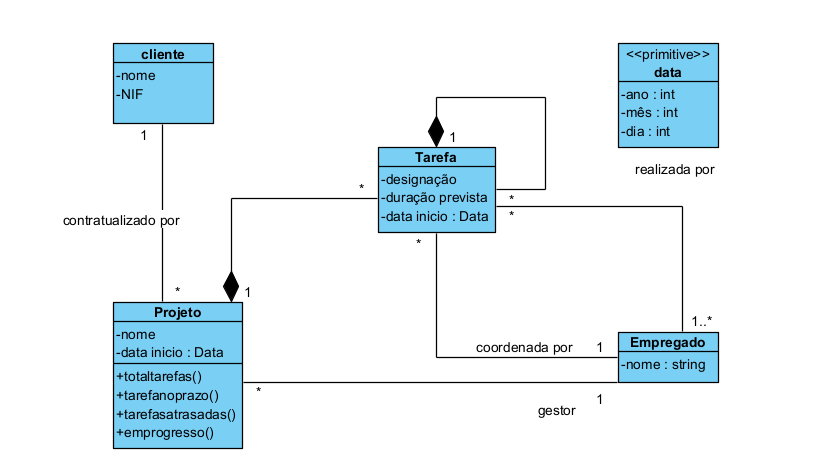 cliente
-nome
-NIF
1
contratualizado por
*
<<primitive>>
data
-ano : int
-mês : int
-dia : int
realizada por
1
Tarefa
-designação
-duração prevista
-data inicio : Data
*
*
*
*
1
Projeto
-nome
-data inicio : Data
+totaltarefas()
+tarefanoprazo()
+tarefasatrasadas()
+emprogresso()
1..*
Empregado
-nome : string
coordenada por
1
*
1
gestor